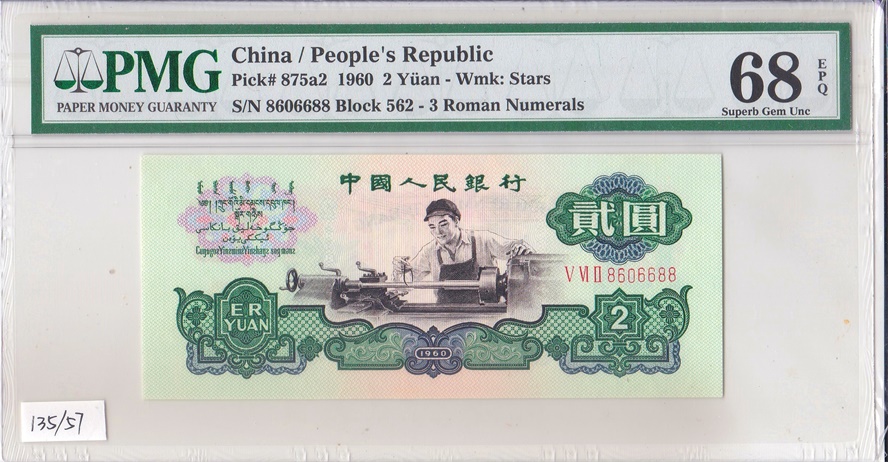 PMG
PAPER MONEY GUARANTY
China / People's Republic
Pick# 875a2 1960 2 Yüan - Wmk: Stars
S/N 8606688 Block 562 - 3 Roman Numerals
68 EPQ
Superb Gem Unc
中國人民銀行
貳圓
V VI II 8606688
ER
YUAN
1960
2
135/57